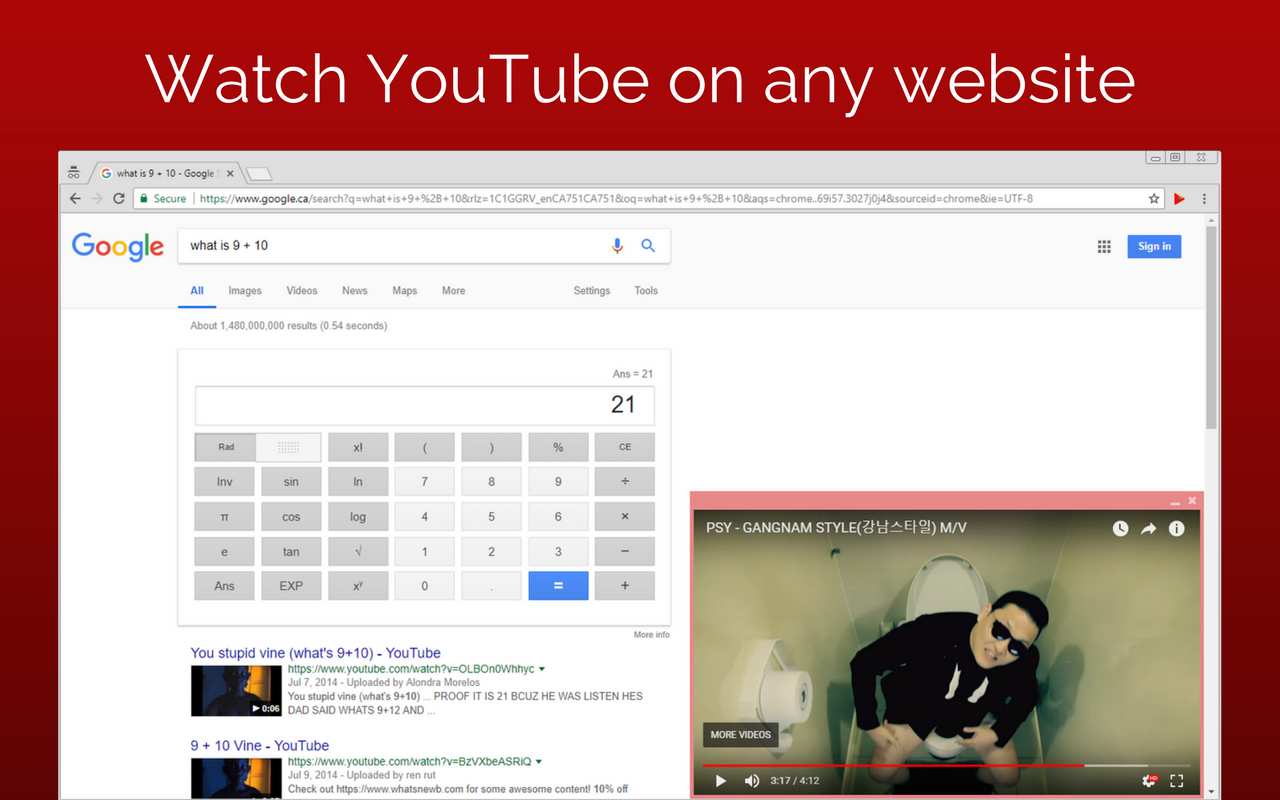 Watch YouTube on any website
what is 9 + 10 - Google
Secure | https://www.google.ca/search?q=what+is+9+%2B+10&rlz=1C1GGRV_enCA751CA751&oq=what+is+9+%2B+10&aqs=chrome..69i57.3027j0j4&sourceid=chrome&ie=UTF-8
Google what is 9 + 10 Sign in
All Images Videos News Maps More Settings Tools
About 1,480,000,000 results (0.54 seconds)
Ans = 21
21
Rad x! ( ) % CE
Inv sin ln 7 8 9 ÷
π cos log 4 5 6 ×
e tan √ 1 2 3 −
Ans EXP xʸ 0 . = +
More info
You stupid vine (what's 9+10) - YouTube
https://www.youtube.com/watch?v=OLBOn0Whhyc
Jul 7, 2014 - Uploaded by Alondra Morelos
You stupid vine (what's 9+10) ... PROOF IT IS 21 BCUZ HE WAS LISTEN HES
DAD SAID WHATS 9+12 AND ...
0:06
9 + 10 Vine - YouTube
https://www.youtube.com/watch?v=BzVXbeASRiQ
Jul 9, 2014 - Uploaded by ren rut
Check out https://www.whatsnewb.com for some awesome content! 10% off
PSY - GANGNAM STYLE(강남스타일) M/V
MORE VIDEOS
3:17 / 4:12
HD